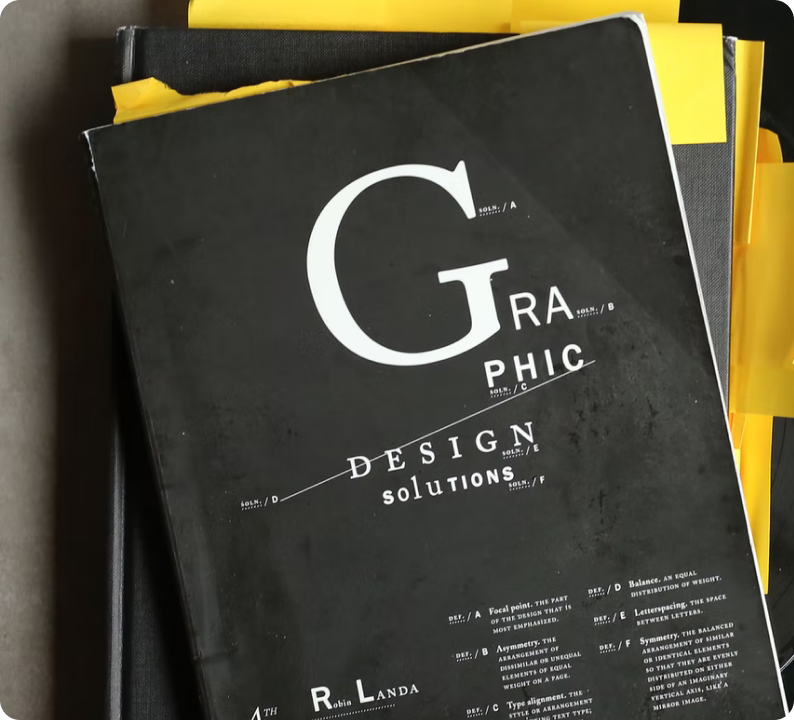 G
SOLN. / A
RA
SOLN. / B
PHIC
SOLN. / C
DESIGN
SOLN. / E
SOLN. / D
SOluTIONS
SOLN. / F
DEF. / A Focal point. THE PART
OF THE DESIGN THAT IS
MOST EMPHASIZED.
DEF. / B Asymmetry. THE
ARRANGEMENT OF
DISSIMILAR OR UNEQUAL
ELEMENTS OF EQUAL
WEIGHT ON A PAGE.
DEF. / C Type alignment. THE
STYLE OR ARRANGEMENT
TEXT TYPE;
DEF. / D Balance. AN EQUAL
DISTRIBUTION OF WEIGHT.
DEF. / E Letterspacing. THE SPACE
BETWEEN LETTERS.
DEF. / F Symmetry. THE BALANCED
ARRANGEMENT OF SIMILAR
OR IDENTICAL ELEMENTS
SO THAT THEY ARE EVENLY
DISTRIBUTED ON EITHER
SIDE OF AN IMAGINARY
VERTICAL AXIS, LIKE A
MIRROR IMAGE.
Robin LANDA
4TH